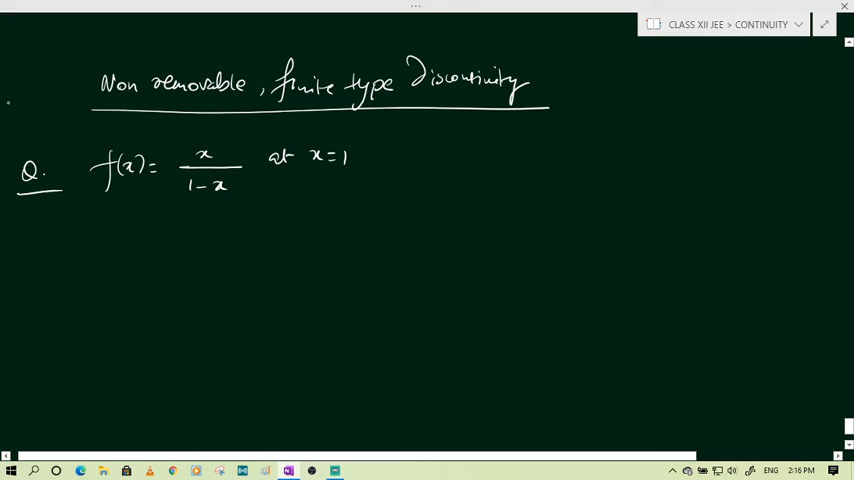 ...
CLASS XII JEE > CONTINUITY
Non removable, finite type Discontinuity
Q. f(x) = x / (1 - x) at x = 1
ENG 2:16 PM